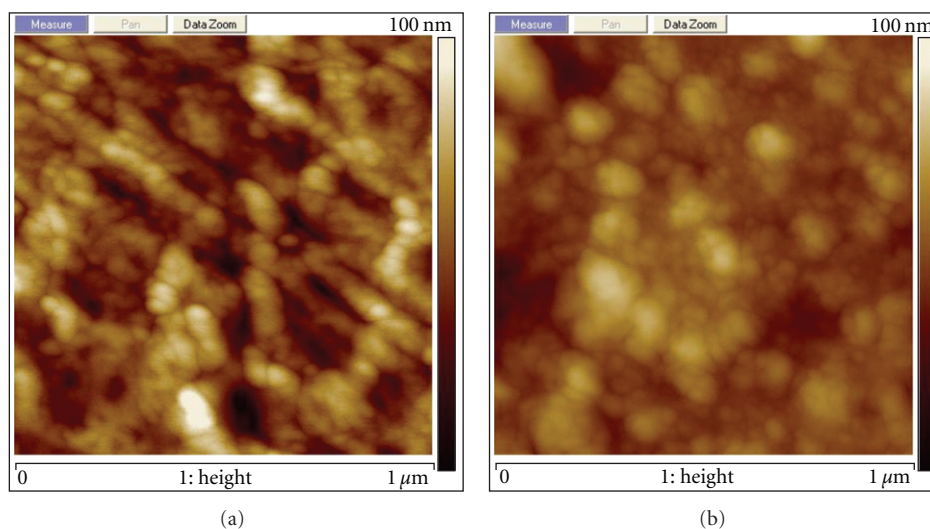 Measure Pan Data Zoom 100 nm
0 1: height 1 μm
(a)
Measure Pan Data Zoom 100 nm
0 1: height 1 μm
(b)